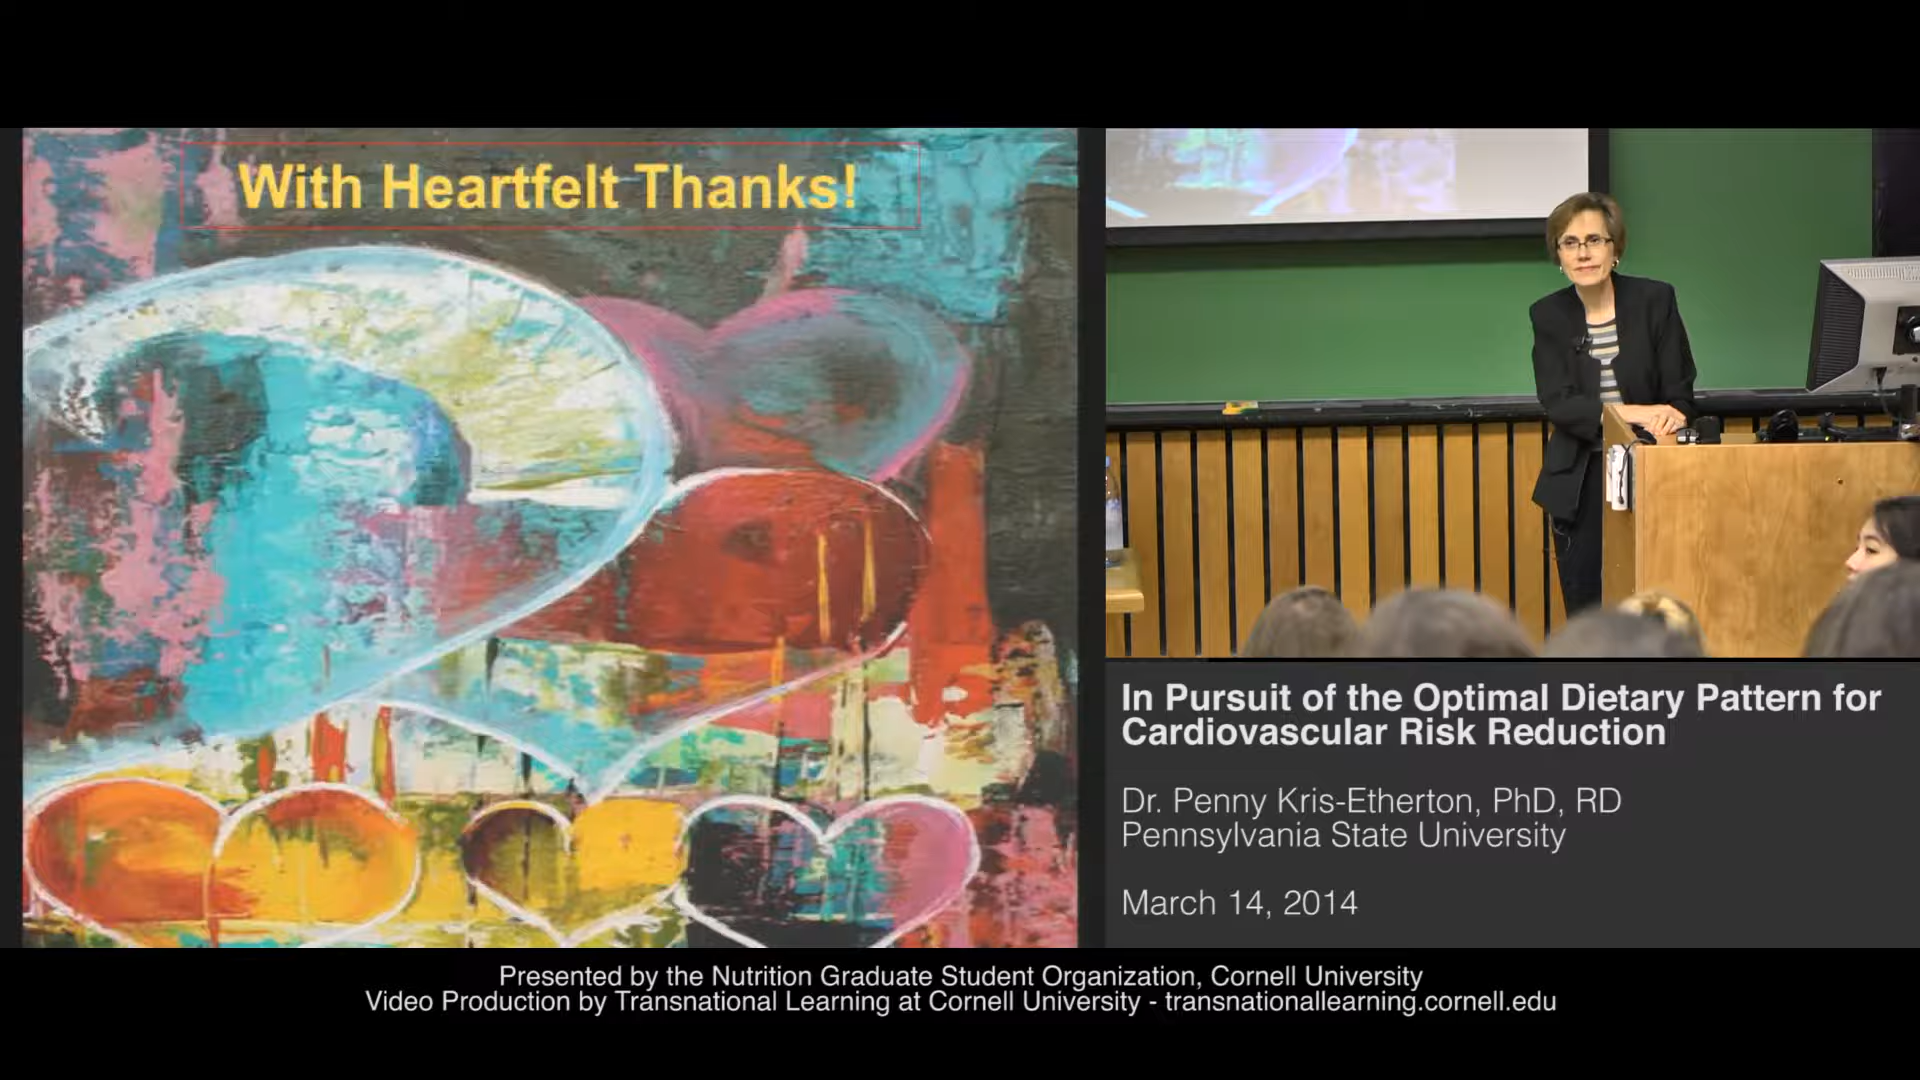 With Heartfelt Thanks!
In Pursuit of the Optimal Dietary Pattern for
Cardiovascular Risk Reduction
Dr. Penny Kris-Etherton, PhD, RD
Pennsylvania State University
March 14, 2014
Presented by the Nutrition Graduate Student Organization, Cornell University
Video Production by Transnational Learning at Cornell University - transnationallearning.cornell.edu